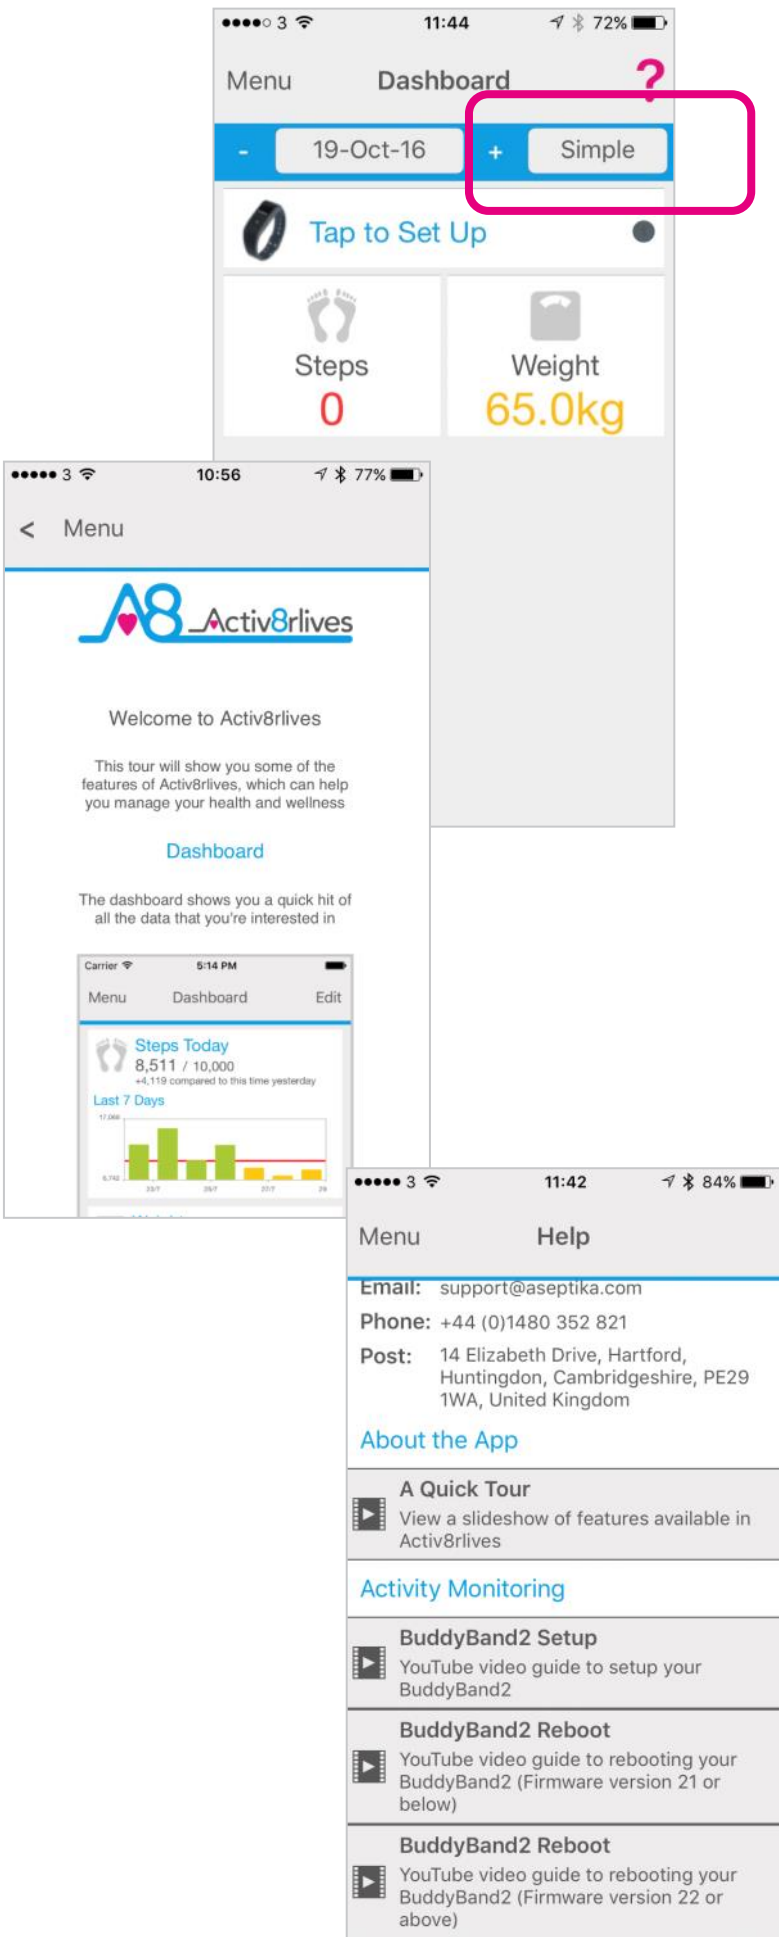 3 11:44 72%
Menu Dashboard ?
- 19-Oct-16 + Simple
Tap to Set Up
Steps Weight
0 65.0kg
3 10:56 77%
< Menu
A8 Activ8rlives
Welcome to Activ8rlives
This tour will show you some of the
features of Activ8rlives, which can help
you manage your health and wellness
Dashboard
The dashboard shows you a quick hit of
all the data that you're interested in
Carrier 5:14 PM
Menu Dashboard Edit
Steps Today
8,511 / 10,000
+4,119 compared to this time yesterday
Last 7 Days
23/7 25/7 27/7 29
3 11:42 84%
Menu Help
Email: support@aseptika.com
Phone: +44 (0)1480 352 821
Post: 14 Elizabeth Drive, Hartford,
Huntingdon, Cambridgeshire, PE29
1WA, United Kingdom
About the App
A Quick Tour
View a slideshow of features available in
Activ8rlives
Activity Monitoring
BuddyBand2 Setup
YouTube video guide to setup your
BuddyBand2
BuddyBand2 Reboot
YouTube video guide to rebooting your
BuddyBand2 (Firmware version 21 or
below)
BuddyBand2 Reboot
YouTube video guide to rebooting your
BuddyBand2 (Firmware version 22 or
above)